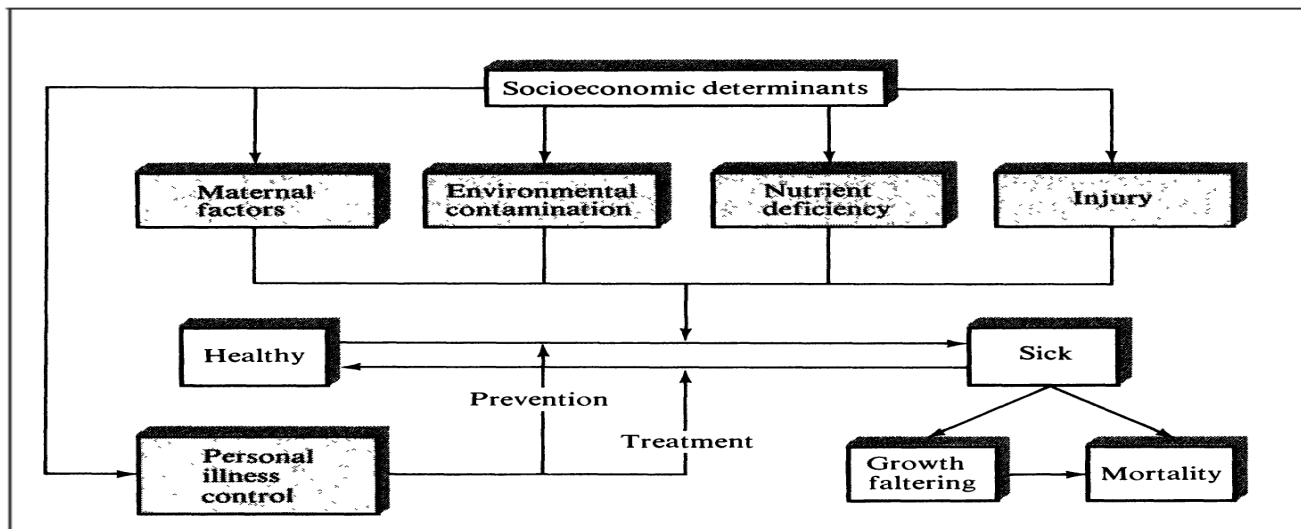 Socioeconomic determinants
Maternal
factors
Environmental
contamination
Nutrient
deficiency
Injury
Healthy
Sick
Prevention
Treatment
Personal
illness
control
Growth
faltering
Mortality